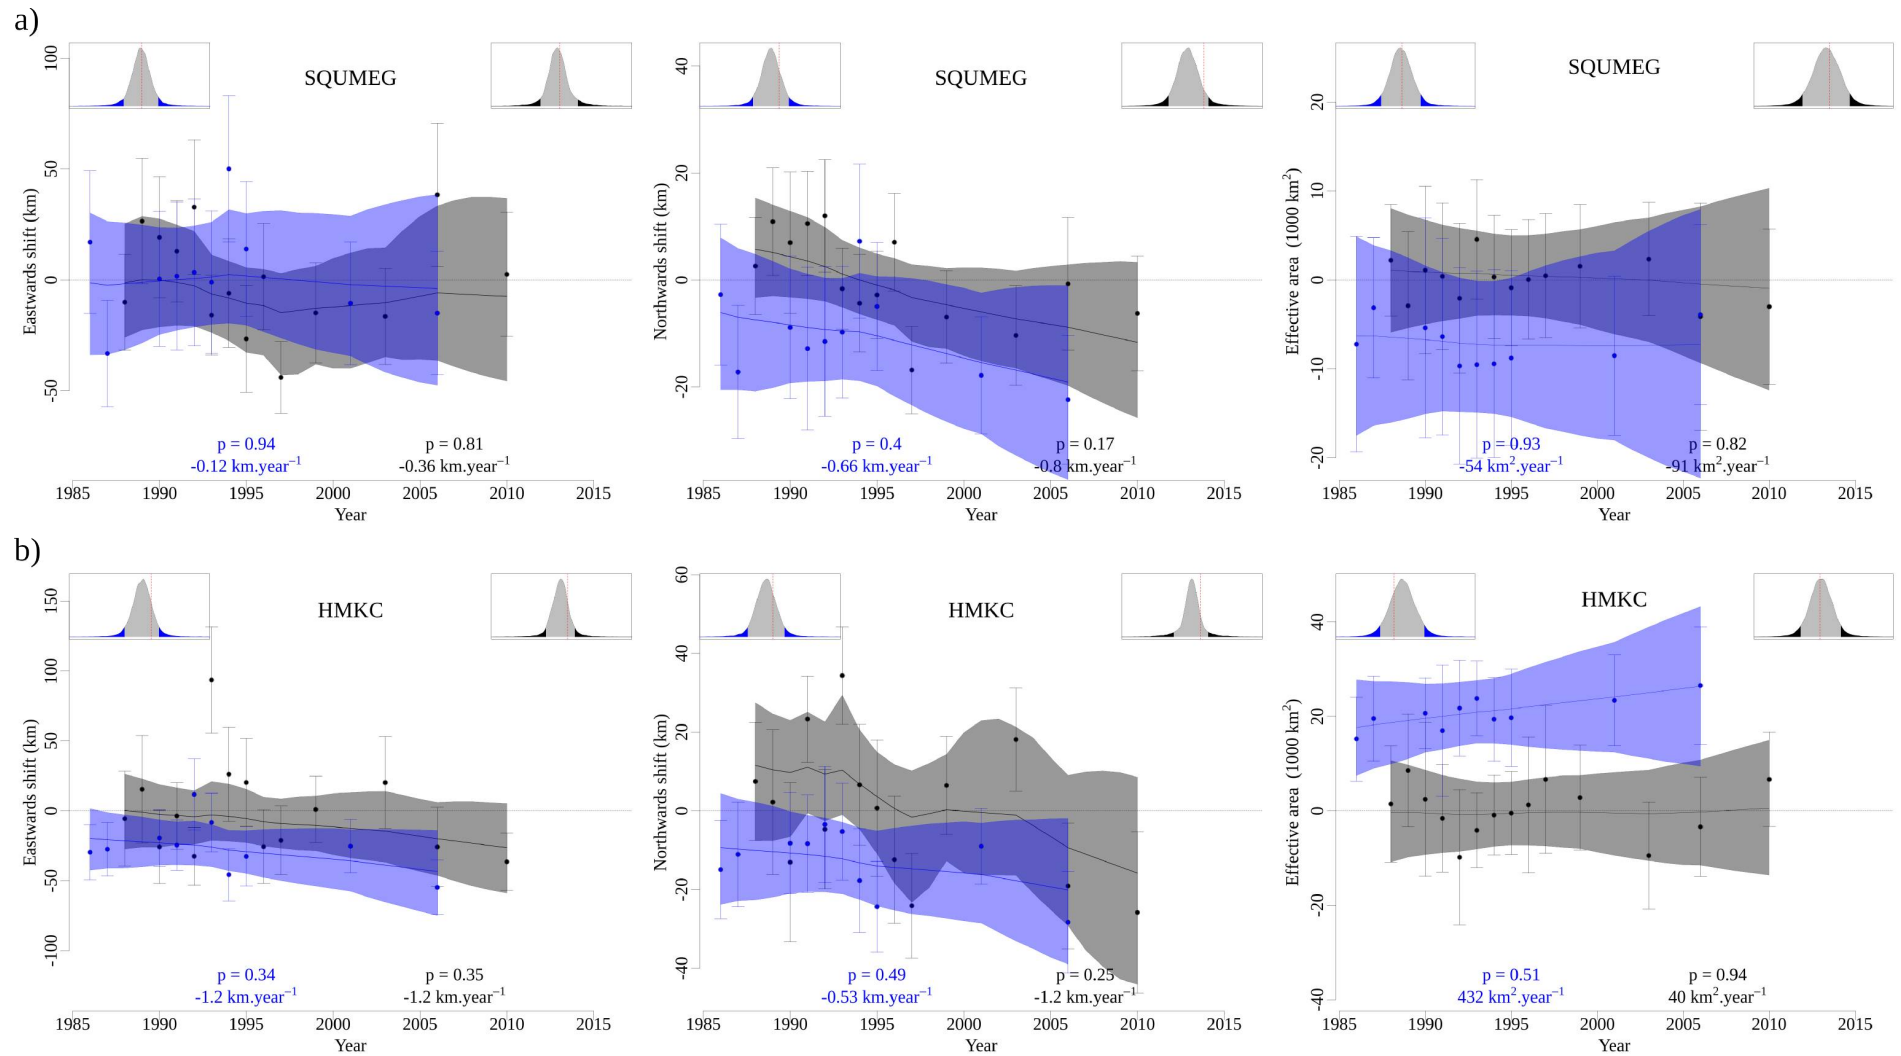 a)
SQUMEG
Eastwards shift (km)
100
50
0
-50
p = 0.94
-0.12 km.year⁻¹
p = 0.81
-0.36 km.year⁻¹
1985 1990 1995 2000 2005 2010 2015
Year
SQUMEG
Northwards shift (km)
40
20
0
-20
p = 0.4
-0.66 km.year⁻¹
p = 0.17
-0.8 km.year⁻¹
1985 1990 1995 2000 2005 2010 2015
Year
SQUMEG
Effective area (1000 km²)
20
10
0
-10
-20
p = 0.93
-54 km².year⁻¹
p = 0.82
-91 km².year⁻¹
1985 1990 1995 2000 2005 2010 2015
Year
b)
HMKC
Eastwards shift (km)
150
100
50
0
-50
-100
p = 0.34
-1.2 km.year⁻¹
p = 0.35
-1.2 km.year⁻¹
1985 1990 1995 2000 2005 2010 2015
Year
HMKC
Northwards shift (km)
60
40
20
0
-20
-40
p = 0.49
-0.53 km.year⁻¹
p = 0.25
-1.2 km.year⁻¹
1985 1990 1995 2000 2005 2010 2015
Year
HMKC
Effective area (1000 km²)
40
20
0
-20
-40
p = 0.51
432 km².year⁻¹
p = 0.94
40 km².year⁻¹
1985 1990 1995 2000 2005 2010 2015
Year